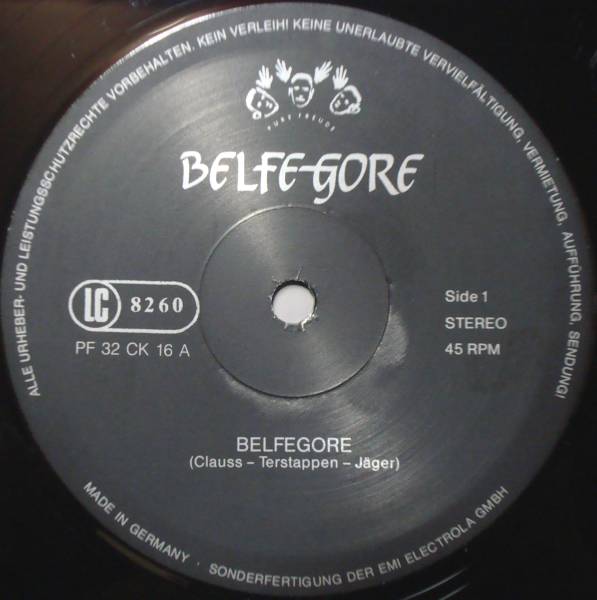 ALLE URHEBER- UND LEISTUNGSSCHUTZRECHTE VORBEHALTEN. KEIN VERLEIH! KEINE UNERLAUBTE VERVIELFÄLTIGUNG, VERMIETUNG, AUFFÜHRUNG, SENDUNG!
PURE FREUDE
BELFE-GORE
LC 8260
PF 32 CK 16 A
Side 1
STEREO
45 RPM
BELFEGORE
(Clauss – Terstappen – Jäger)
MADE IN GERMANY · SONDERFERTIGUNG DER EMI ELECTROLA GMBH